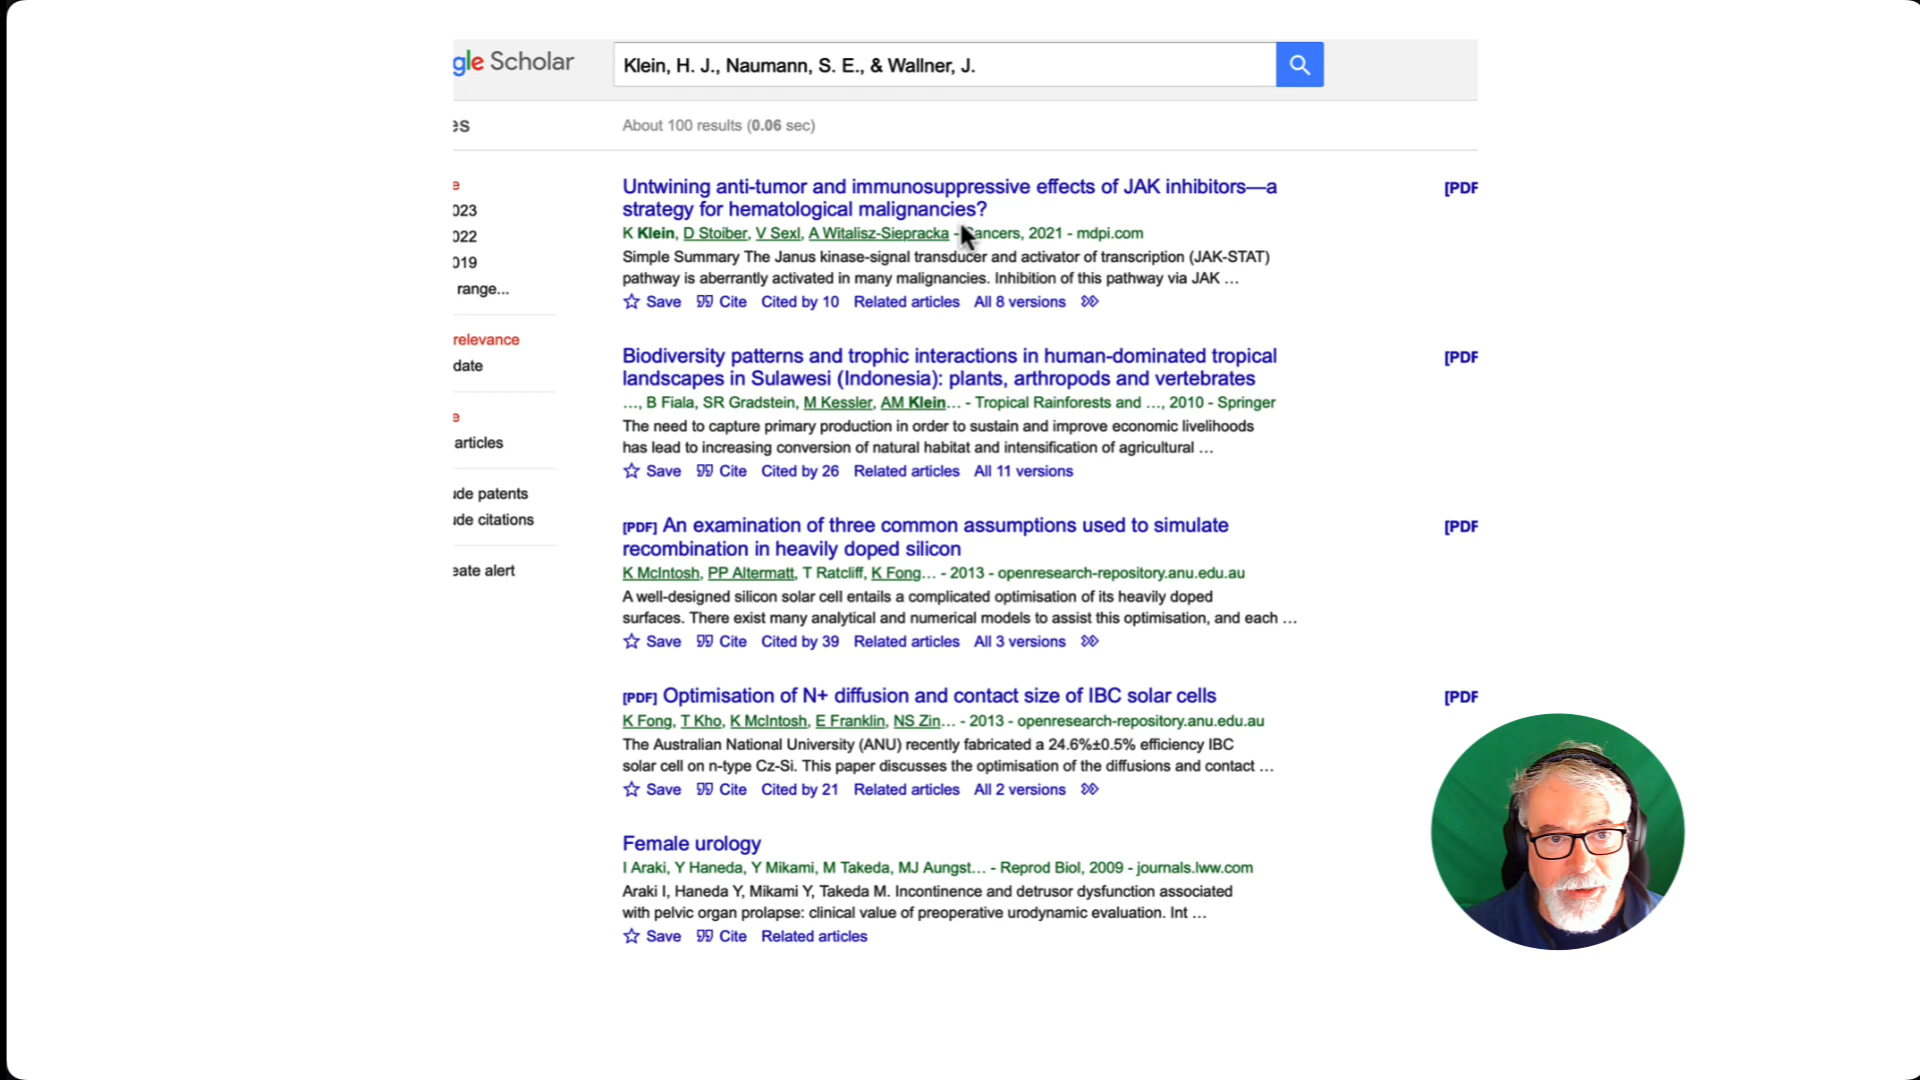 gle Scholar
Klein, H. J., Naumann, S. E., & Wallner, J.
es
About 100 results (0.06 sec)
e
023
022
019
range...
relevance
date
e
articles
ude patents
ude citations
eate alert
Untwining anti-tumor and immunosuppressive effects of JAK inhibitors—a
strategy for hematological malignancies?
[PDF
K Klein, D Stoiber, V Sexl, A Witalisz-Siepracka - ancers, 2021 - mdpi.com
Simple Summary The Janus kinase-signal transducer and activator of transcription (JAK-STAT)
pathway is aberrantly activated in many malignancies. Inhibition of this pathway via JAK ...
Save Cite Cited by 10 Related articles All 8 versions
Biodiversity patterns and trophic interactions in human-dominated tropical
landscapes in Sulawesi (Indonesia): plants, arthropods and vertebrates
[PDF
..., B Fiala, SR Gradstein, M Kessler, AM Klein... - Tropical Rainforests and ..., 2010 - Springer
The need to capture primary production in order to sustain and improve economic livelihoods
has lead to increasing conversion of natural habitat and intensification of agricultural ...
Save Cite Cited by 26 Related articles All 11 versions
[PDF] An examination of three common assumptions used to simulate
recombination in heavily doped silicon
[PDF
K McIntosh, PP Altermatt, T Ratcliff, K Fong... - 2013 - openresearch-repository.anu.edu.au
A well-designed silicon solar cell entails a complicated optimisation of its heavily doped
surfaces. There exist many analytical and numerical models to assist this optimisation, and each ...
Save Cite Cited by 39 Related articles All 3 versions
[PDF] Optimisation of N+ diffusion and contact size of IBC solar cells
[PDF
K Fong, T Kho, K McIntosh, E Franklin, NS Zin... - 2013 - openresearch-repository.anu.edu.au
The Australian National University (ANU) recently fabricated a 24.6%±0.5% efficiency IBC
solar cell on n-type Cz-Si. This paper discusses the optimisation of the diffusions and contact ...
Save Cite Cited by 21 Related articles All 2 versions
Female urology
I Araki, Y Haneda, Y Mikami, M Takeda, MJ Aungst... - Reprod Biol, 2009 - journals.lww.com
Araki I, Haneda Y, Mikami Y, Takeda M. Incontinence and detrusor dysfunction associated
with pelvic organ prolapse: clinical value of preoperative urodynamic evaluation. Int ...
Save Cite Related articles